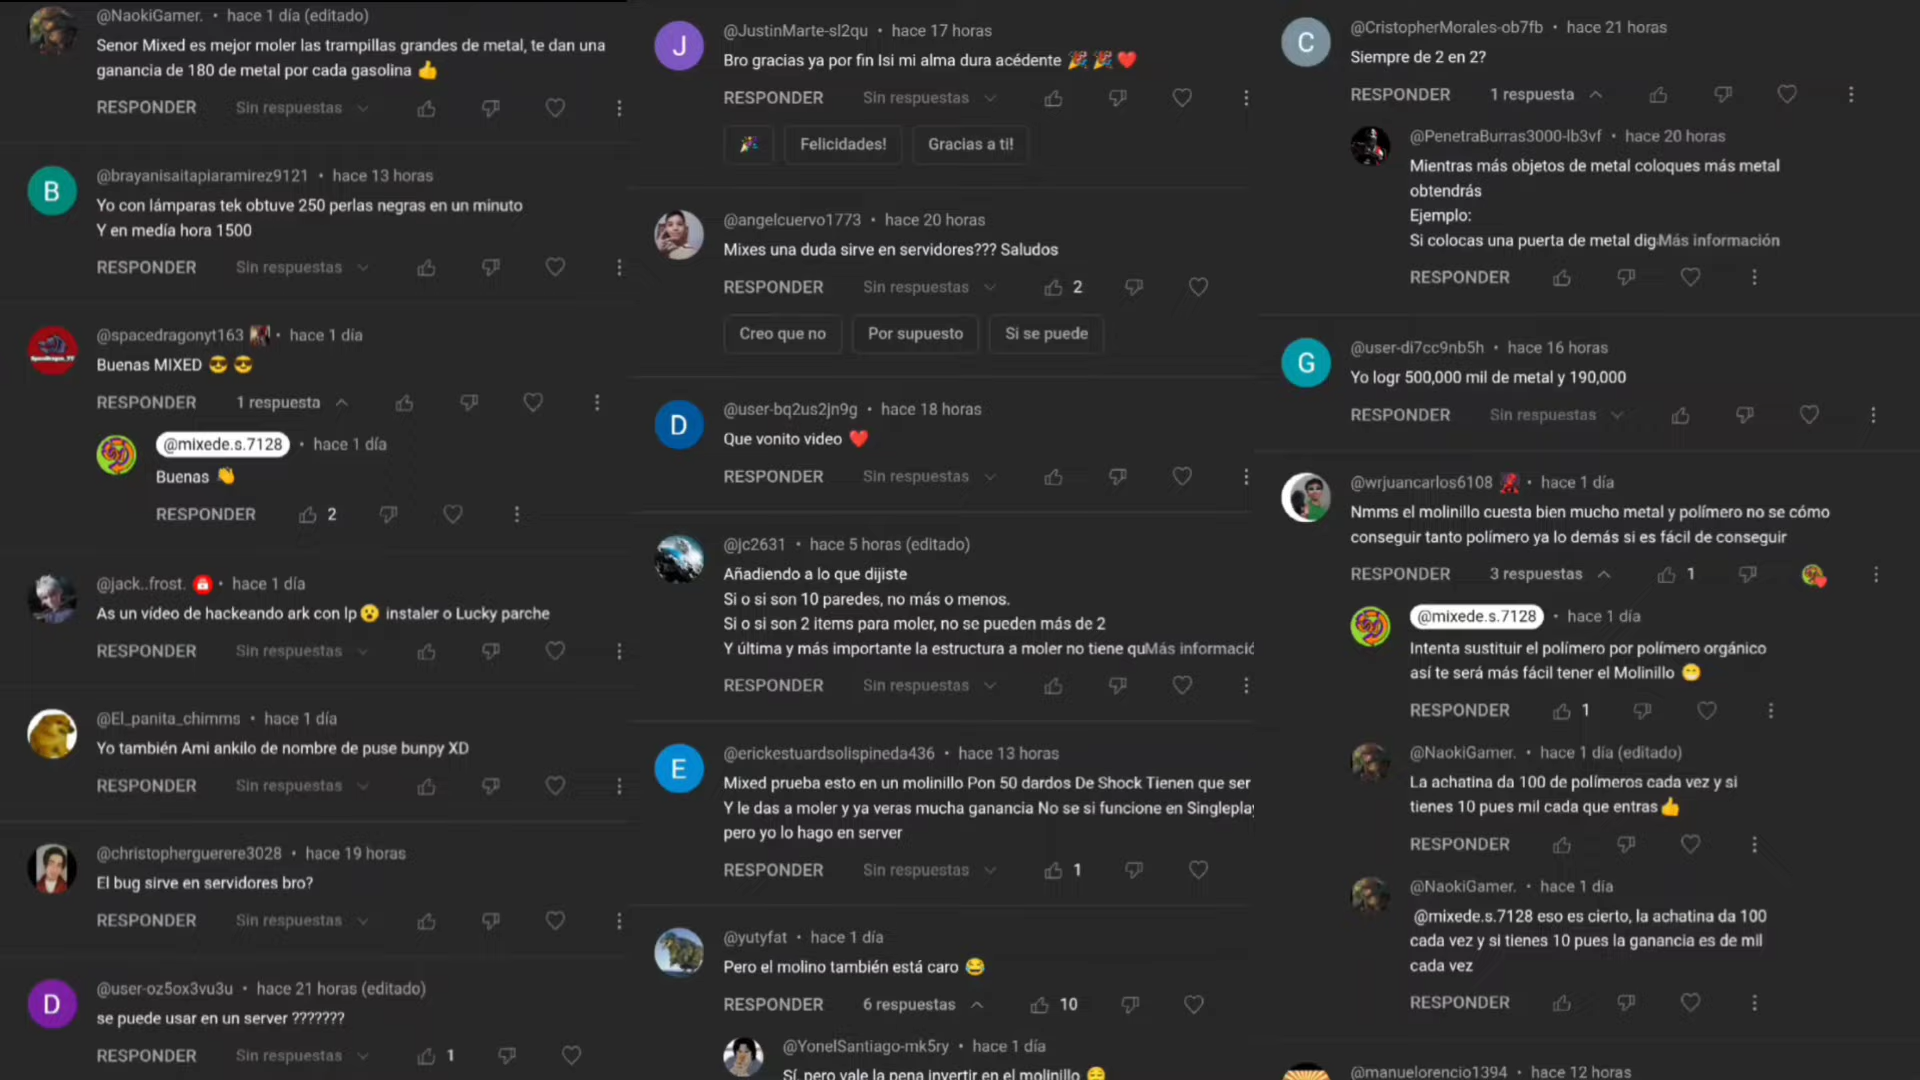 @NaokiGamer. • hace 1 día (editado)
Senor Mixed es mejor moler las trampillas grandes de metal, te dan una
ganancia de 180 de metal por cada gasolina 👍
RESPONDER Sin respuestas
@brayanisaitapiaramirez9121 • hace 13 horas
Yo con lámparas tek obtuve 250 perlas negras en un minuto
Y en medía hora 1500
RESPONDER Sin respuestas
@spacedragonyt163 • hace 1 día
Buenas MIXED 😎 😎
RESPONDER 1 respuesta
@mixede.s.7128 • hace 1 día
Buenas 👏
RESPONDER 2
@jack..frost. • hace 1 día
As un vídeo de hackeando ark con lp 😮 instaler o Lucky parche
RESPONDER Sin respuestas
@El_panita_chimms • hace 1 día
Yo también Ami ankilo de nombre de puse bunpy XD
RESPONDER Sin respuestas
@christopherguerere3028 • hace 19 horas
El bug sirve en servidores bro?
RESPONDER Sin respuestas
D
@user-oz5ox3vu3u • hace 21 horas (editado)
se puede usar en un server ???????
RESPONDER Sin respuestas 1
B
J
@JustinMarte-sl2qu • hace 17 horas
Bro gracias ya por fin Isi mi alma dura acédente 🎉 🎉 ❤️
RESPONDER Sin respuestas
🎉 Felicidades! Gracias a ti!
@angelcuervo1773 • hace 20 horas
Mixes una duda sirve en servidores??? Saludos
RESPONDER Sin respuestas 2
Creo que no Por supuesto Si se puede
D
@user-bq2us2jn9g • hace 18 horas
Que vonito video ❤️
RESPONDER Sin respuestas
@jc2631 • hace 5 horas (editado)
Añadiendo a lo que dijiste
Si o si son 10 paredes, no más o menos.
Si o si son 2 items para moler, no se pueden más de 2
Y última y más importante la estructura a moler no tiene qu Más informació
RESPONDER Sin respuestas
E
@erickestuardsolispineda436 • hace 13 horas
Mixed prueba esto en un molinillo Pon 50 dardos De Shock Tienen que ser
Y le das a moler y ya veras mucha ganancia No se si funcione en Singlepla
pero yo lo hago en server
RESPONDER Sin respuestas 1
@yutyfat • hace 1 día
Pero el molino también está caro 😂
RESPONDER 6 respuestas 10
@YonelSantiago-mk5ry • hace 1 día
Sí, pero vale la pena invertir en el molinillo 😌
C
@CristopherMorales-ob7fb • hace 21 horas
Siempre de 2 en 2?
RESPONDER 1 respuesta
@PenetraBurras3000-lb3vf • hace 20 horas
Mientras más objetos de metal coloques más metal
obtendrás
Ejemplo:
Si colocas una puerta de metal dig Más información
RESPONDER
G
@user-di7cc9nb5h • hace 16 horas
Yo logr 500,000 mil de metal y 190,000
RESPONDER Sin respuestas
@wrjuancarlos6108 • hace 1 día
Nmms el molinillo cuesta bien mucho metal y polímero no se cómo
conseguir tanto polímero ya lo demás si es fácil de conseguir
RESPONDER 3 respuestas 1
@mixede.s.7128 • hace 1 día
Intenta sustituir el polímero por polímero orgánico
así te será más fácil tener el Molinillo 😁
RESPONDER 1
@NaokiGamer. • hace 1 día (editado)
La achatina da 100 de polímeros cada vez y si
tienes 10 pues mil cada que entras 👍
RESPONDER
@NaokiGamer. • hace 1 día
@mixede.s.7128 eso es cierto, la achatina da 100
cada vez y si tienes 10 pues la ganancia es de mil
cada vez
RESPONDER
@manuelorencio1394 • hace 12 horas